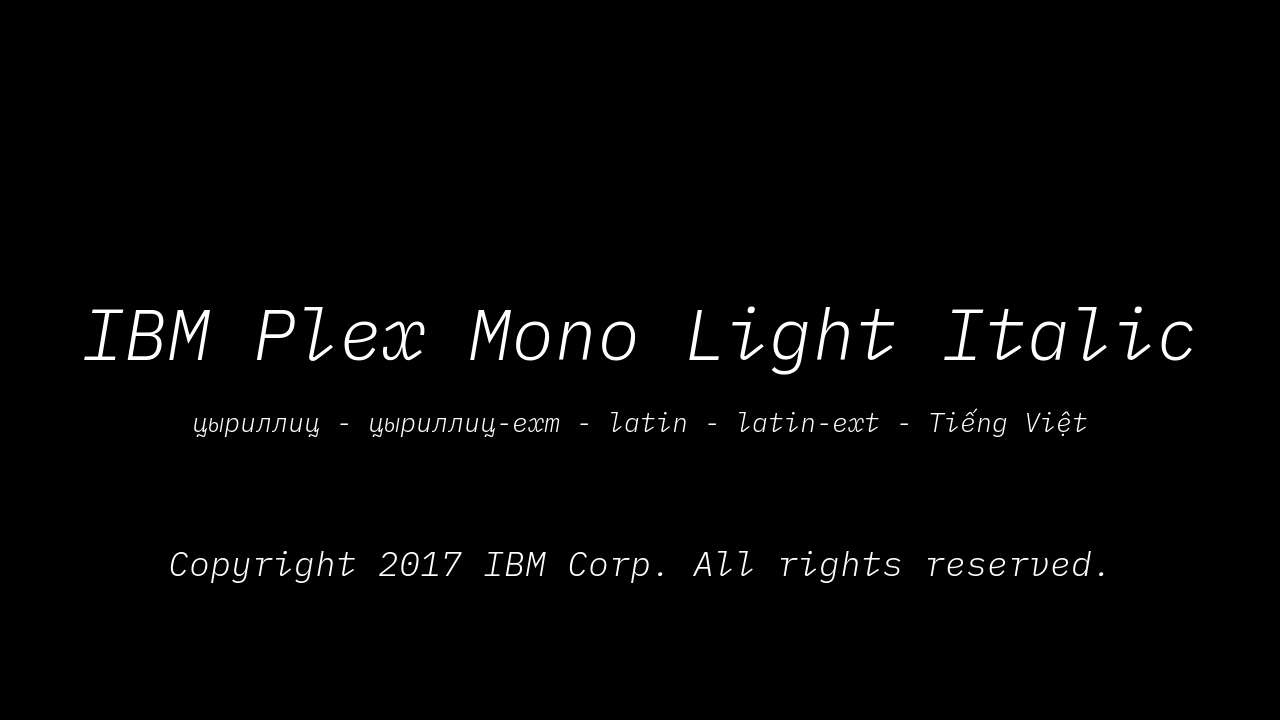 IBM Plex Mono Light Italic
цыриллиц - цыриллиц-ехт - latin - latin-ext - Tiếng Việt
Copyright 2017 IBM Corp. All rights reserved.